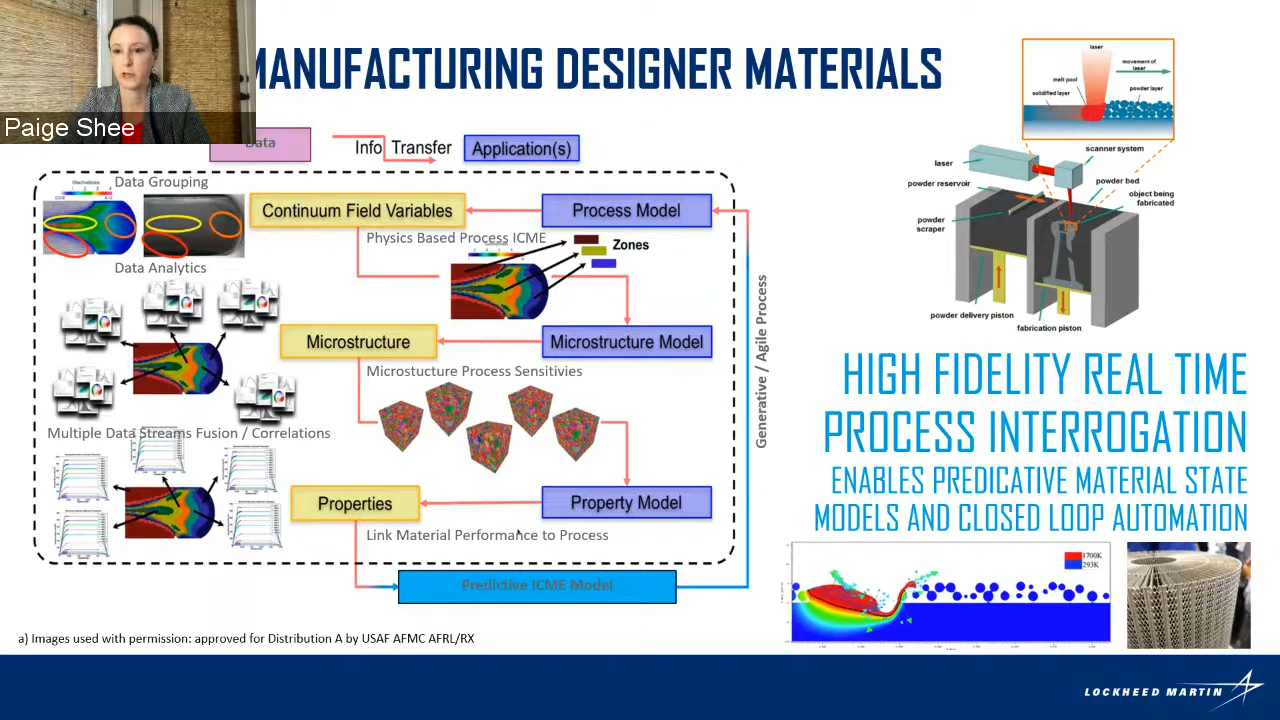 Paige Shee
MANUFACTURING DESIGNER MATERIALS
Data
Info Transfer
Application(s)
Data Grouping
Continuum Field Variables
Process Model
Physics Based Process ICME
Zones
Data Analytics
Microstructure
Microstructure Model
Microstucture Process Sensitivies
Multiple Data Streams Fusion / Correlations
Properties
Property Model
Link Material Performance to Process
Predictive ICME Model
Generative / Agile Process
a) Images used with permission: approved for Distribution A by USAF AFMC AFRL/RX
laser
movement of
laser
melt pool
solidified layer
powder layer
scanner system
laser
powder reservoir
powder bed
object being
fabricated
powder
scraper
powder delivery piston
fabrication piston
HIGH FIDELITY REAL TIME
PROCESS INTERROGATION
ENABLES PREDICATIVE MATERIAL STATE
MODELS AND CLOSED LOOP AUTOMATION
1700K
293K
LOCKHEED MARTIN